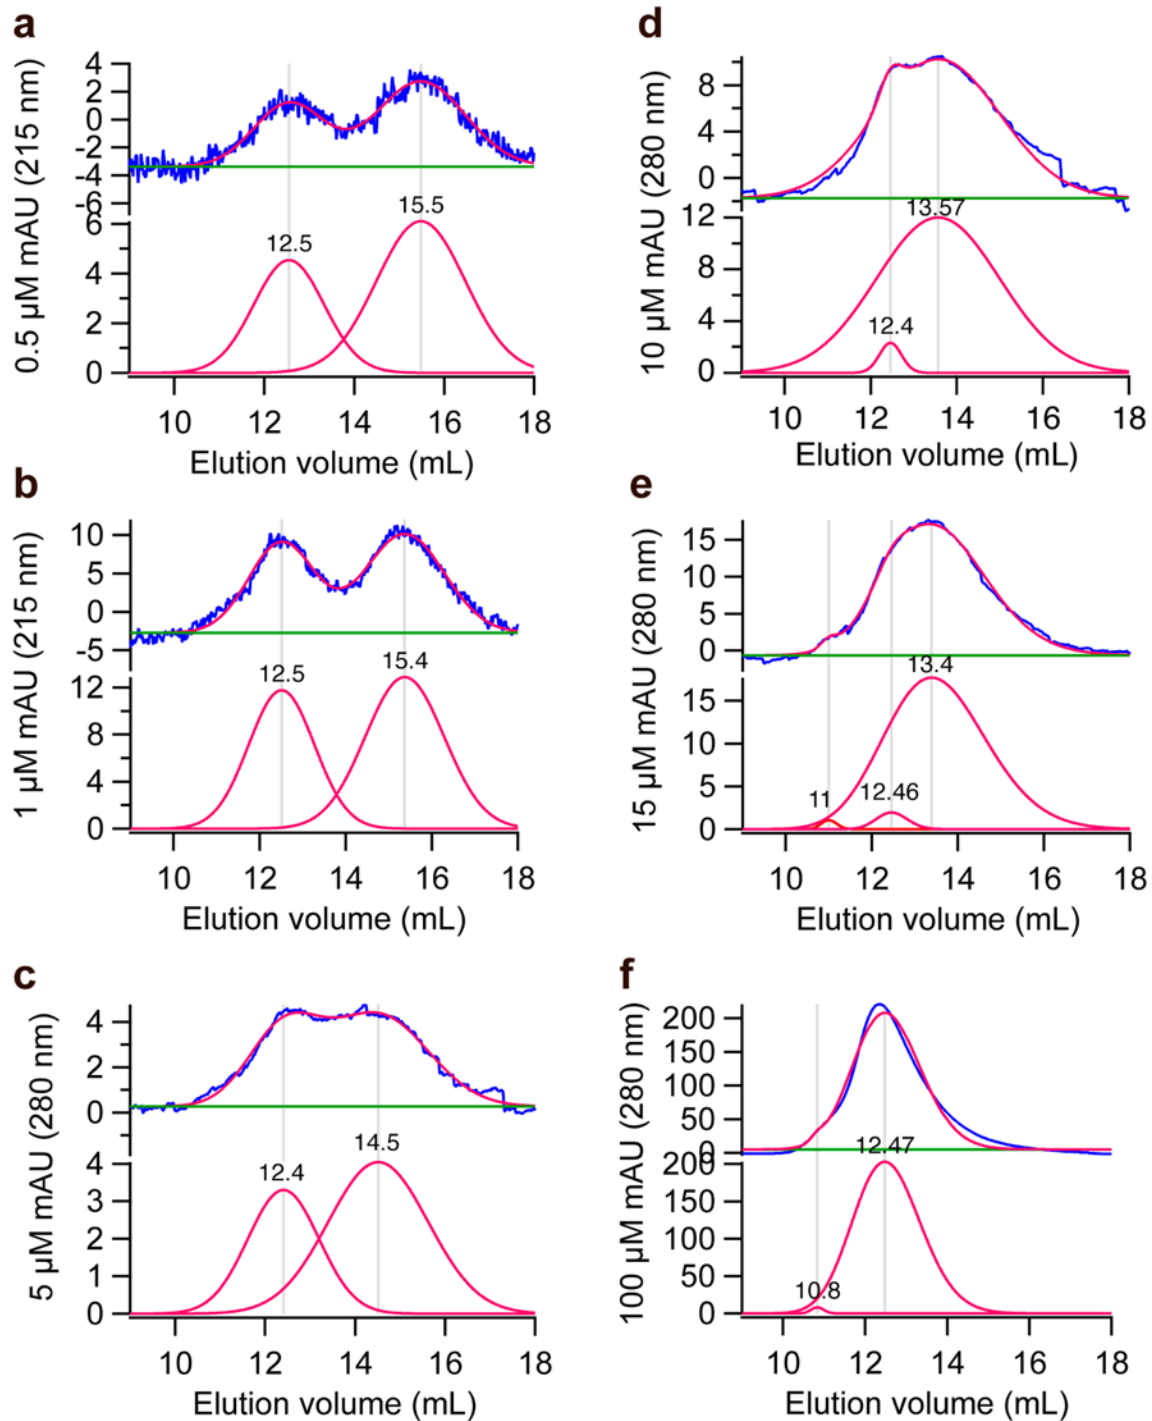 a
0.5 µM mAU (215 nm)
4
2
0
-2
-4
-6
6
4
2
0
12.5
15.5
10 12 14 16 18
Elution volume (mL)
b
1 µM mAU (215 nm)
10
5
0
-5
12
8
4
0
12.5
15.4
10 12 14 16 18
Elution volume (mL)
c
5 µM mAU (280 nm)
4
2
0
4
3
2
1
0
12.4
14.5
10 12 14 16 18
Elution volume (mL)
d
10 µM mAU (280 nm)
8
4
0
12
8
4
0
13.57
12.4
10 12 14 16 18
Elution volume (mL)
e
15 µM mAU (280 nm)
15
10
5
0
15
10
5
0
13.4
11
12.46
10 12 14 16 18
Elution volume (mL)
f
100 µM mAU (280 nm)
200
150
100
50
0
200
150
100
50
0
12.47
10.8
10 12 14 16 18
Elution volume (mL)